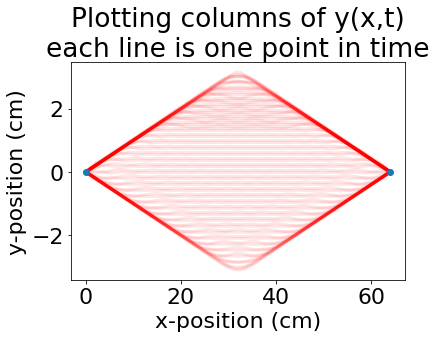 Plotting columns of y(x,t)
each line is one point in time
y-position (cm)
2
0
−2
0
20
40
60
x-position (cm)